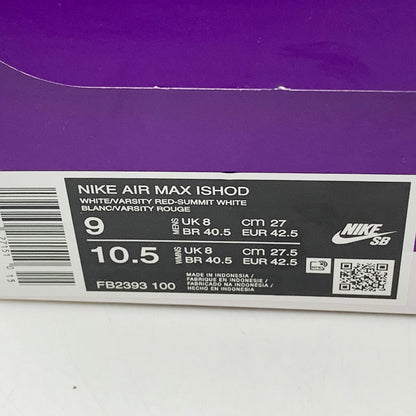 NIKE AIR MAX ISHOD
WHITE/VARSITY RED-SUMMIT WHITE
BLANC/VARSITY ROUGE
9 MENS UK 8 cm 27
BR 40.5 EUR 42.5
10.5 WMNS UK 8 cm 27.5
BR 40.5 EUR 42.5
MADE IN INDONESIA /
FABRIQUE EN INDONESIE /
FABRICADO NA INDONESIA /
HECHO EN INDONESIA
FB2393 100
NIKE SB